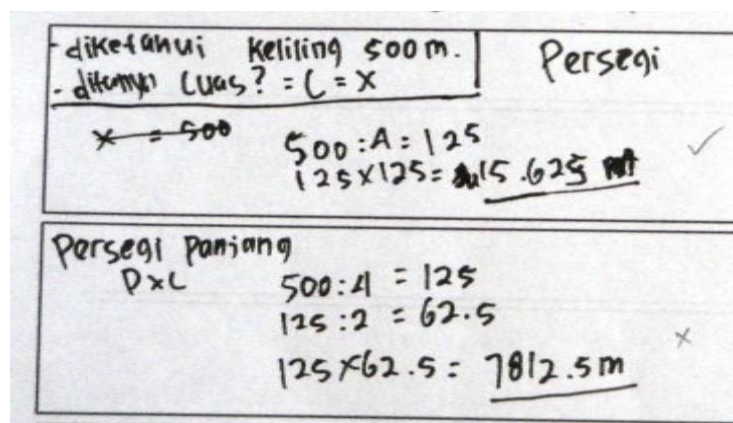 - diketahui keliling 500 m.
Persegi
- ditanya Luas? = L = X
x = 500
500 : 4 = 125
125 x 125 = 15.625
Persegi Panjang
P x L
500 : 4 = 125
125 : 2 = 62.5
125 x 62.5 = 7812.5 m